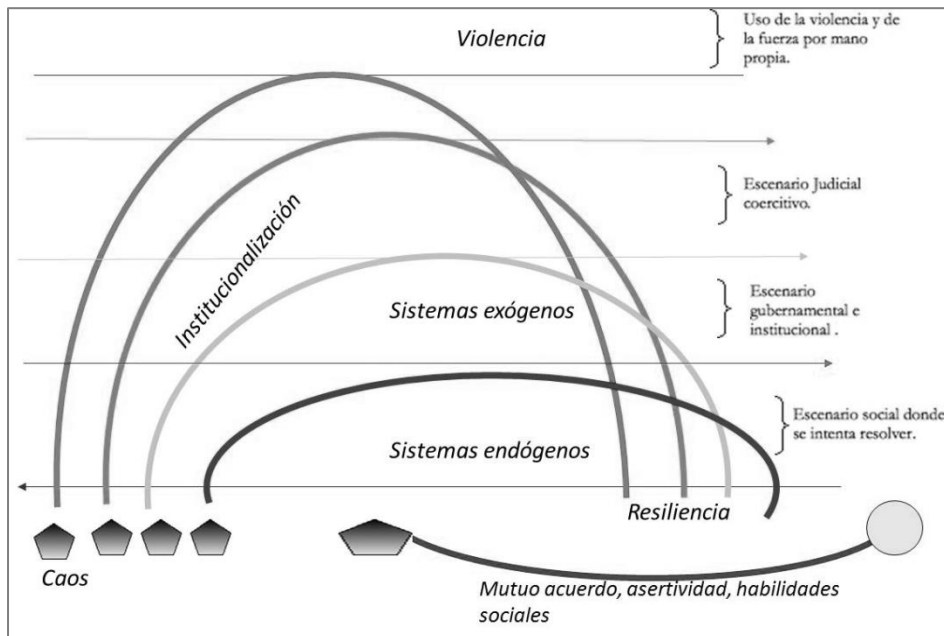 Violencia
Uso de la violencia y de
la fuerza por mano
propia.
Institucionalización
Escenario Judicial
coercitivo.
Sistemas exógenos
Escenario
gubernamental e
institucional .
Sistemas endógenos
Escenario social donde
se intenta resolver.
Resiliencia
Caos
Mutuo acuerdo, asertividad, habilidades
sociales